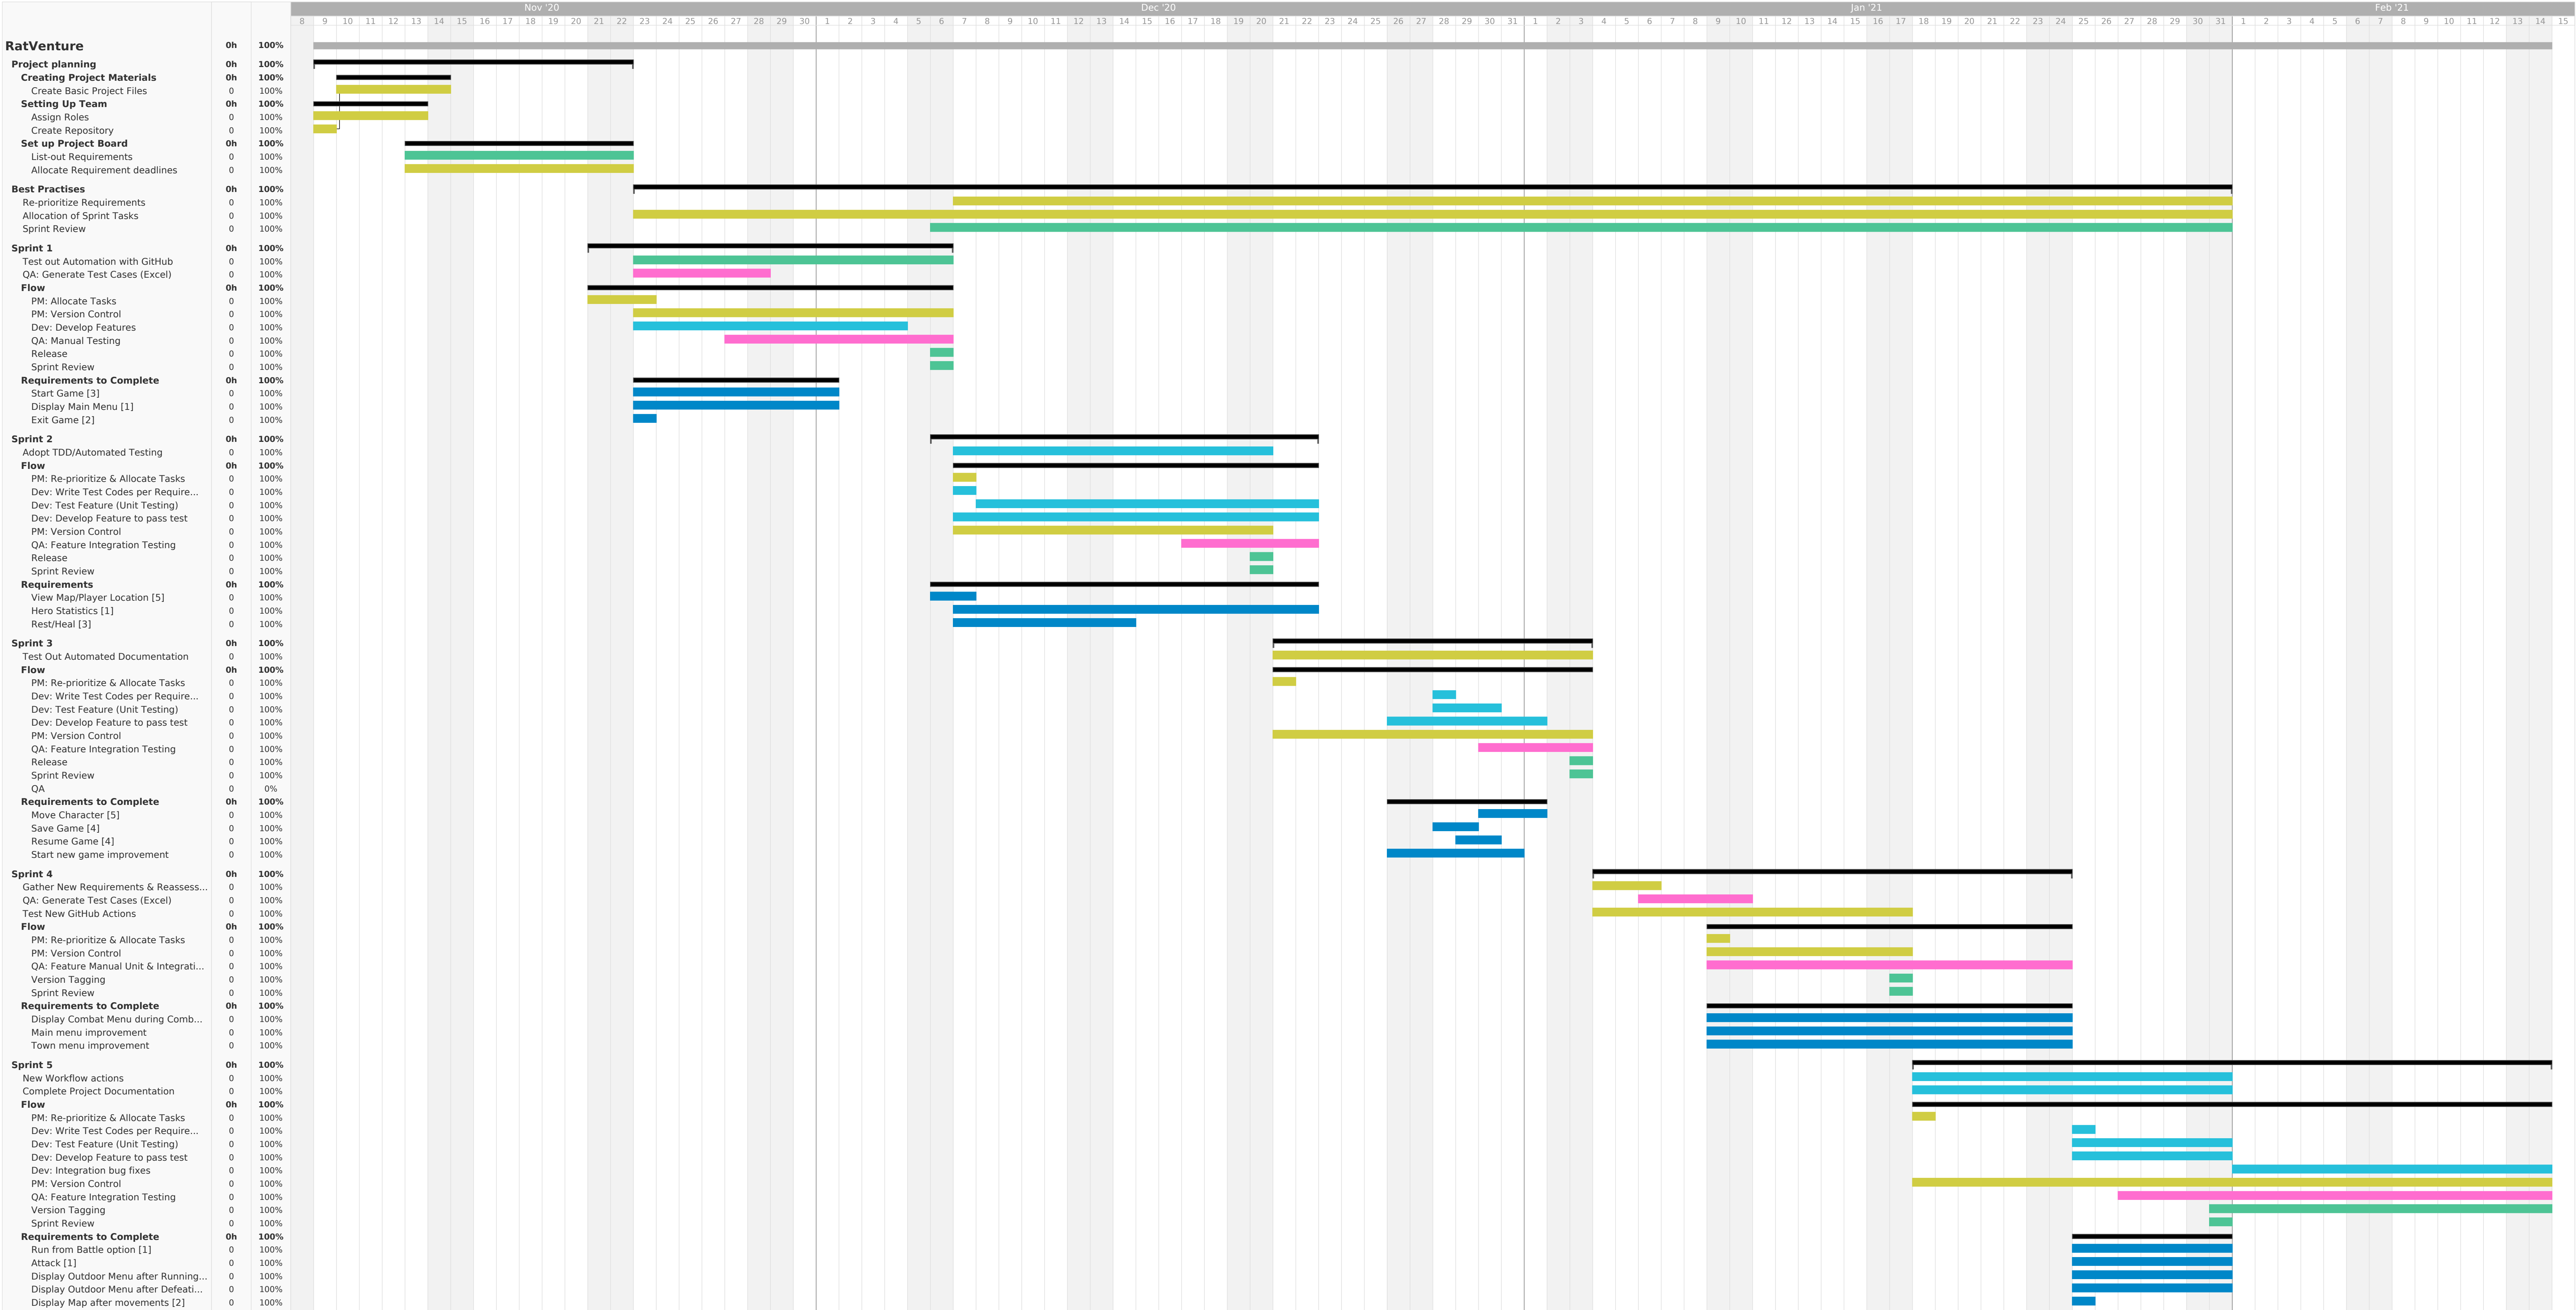 Nov '20 Dec '20 Jan '21 Feb '21
8 9 10 11 12 13 14 15 16 17 18 19 20 21 22 23 24 25 26 27 28 29 30 1 2 3 4 5 6 7 8 9 10 11 12 13 14 15 16 17 18 19 20 21 22 23 24 25 26 27 28 29 30 31 1 2 3 4 5 6 7 8 9 10 11 12 13 14 15 16 17 18 19 20 21 22 23 24 25 26 27 28 29 30 31 1 2 3 4 5 6 7 8 9 10 11 12 13 14 15
RatVenture 0h 100%
Project planning 0h 100%
Creating Project Materials 0h 100%
Create Basic Project Files 0 100%
Setting Up Team 0h 100%
Assign Roles 0 100%
Create Repository 0 100%
Set up Project Board 0h 100%
List-out Requirements 0 100%
Allocate Requirement deadlines 0 100%
Best Practises 0h 100%
Re-prioritize Requirements 0 100%
Allocation of Sprint Tasks 0 100%
Sprint Review 0 100%
Sprint 1 0h 100%
Test out Automation with GitHub 0 100%
QA: Generate Test Cases (Excel) 0 100%
Flow 0h 100%
PM: Allocate Tasks 0 100%
PM: Version Control 0 100%
Dev: Develop Features 0 100%
QA: Manual Testing 0 100%
Release 0 100%
Sprint Review 0 100%
Requirements to Complete 0h 100%
Start Game [3] 0 100%
Display Main Menu [1] 0 100%
Exit Game [2] 0 100%
Sprint 2 0h 100%
Adopt TDD/Automated Testing 0 100%
Flow 0h 100%
PM: Re-prioritize & Allocate Tasks 0 100%
Dev: Write Test Codes per Require... 0 100%
Dev: Test Feature (Unit Testing) 0 100%
Dev: Develop Feature to pass test 0 100%
PM: Version Control 0 100%
QA: Feature Integration Testing 0 100%
Release 0 100%
Sprint Review 0 100%
Requirements 0h 100%
View Map/Player Location [5] 0 100%
Hero Statistics [1] 0 100%
Rest/Heal [3] 0 100%
Sprint 3 0h 100%
Test Out Automated Documentation 0 100%
Flow 0h 100%
PM: Re-prioritize & Allocate Tasks 0 100%
Dev: Write Test Codes per Require... 0 100%
Dev: Test Feature (Unit Testing) 0 100%
Dev: Develop Feature to pass test 0 100%
PM: Version Control 0 100%
QA: Feature Integration Testing 0 100%
Release 0 100%
Sprint Review 0 100%
QA 0 0%
Requirements to Complete 0h 100%
Move Character [5] 0 100%
Save Game [4] 0 100%
Resume Game [4] 0 100%
Start new game improvement 0 100%
Sprint 4 0h 100%
Gather New Requirements & Reassess... 0 100%
QA: Generate Test Cases (Excel) 0 100%
Test New GitHub Actions 0 100%
Flow 0h 100%
PM: Re-prioritize & Allocate Tasks 0 100%
PM: Version Control 0 100%
QA: Feature Manual Unit & Integrati... 0 100%
Version Tagging 0 100%
Sprint Review 0 100%
Requirements to Complete 0h 100%
Display Combat Menu during Comb... 0 100%
Main menu improvement 0 100%
Town menu improvement 0 100%
Sprint 5 0h 100%
New Workflow actions 0 100%
Complete Project Documentation 0 100%
Flow 0h 100%
PM: Re-prioritize & Allocate Tasks 0 100%
Dev: Write Test Codes per Require... 0 100%
Dev: Test Feature (Unit Testing) 0 100%
Dev: Develop Feature to pass test 0 100%
Dev: Integration bug fixes 0 100%
PM: Version Control 0 100%
QA: Feature Integration Testing 0 100%
Version Tagging 0 100%
Sprint Review 0 100%
Requirements to Complete 0h 100%
Run from Battle option [1] 0 100%
Attack [1] 0 100%
Display Outdoor Menu after Running... 0 100%
Display Outdoor Menu after Defeati... 0 100%
Display Map after movements [2] 0 100%